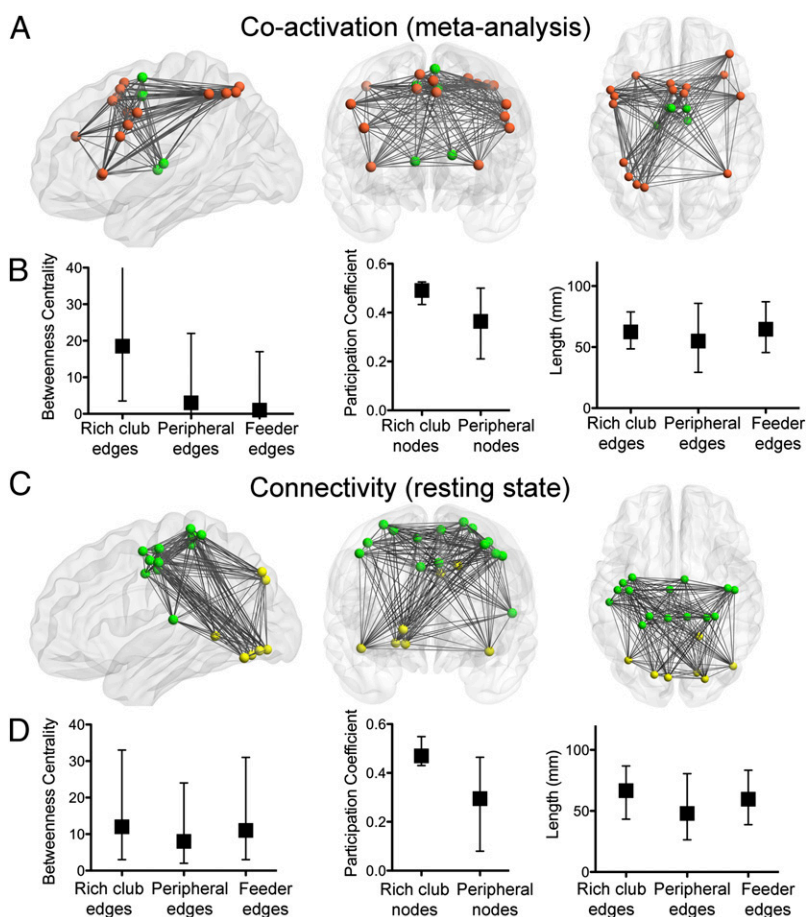 A
Co-activation (meta-analysis)
B
Betweenness Centrality
40
30
20
10
0
Rich club edges
Peripheral edges
Feeder edges
Participation Coefficient
0.6
0.4
0.2
0.0
Rich club nodes
Peripheral nodes
Length (mm)
100
50
0
Rich club edges
Peripheral edges
Feeder edges
C
Connectivity (resting state)
D
Betweenness Centrality
40
30
20
10
0
Rich club edges
Peripheral edges
Feeder edges
Participation Coefficient
0.6
0.4
0.2
0.0
Rich club nodes
Peripheral nodes
Length (mm)
100
50
0
Rich club edges
Peripheral edges
Feeder edges